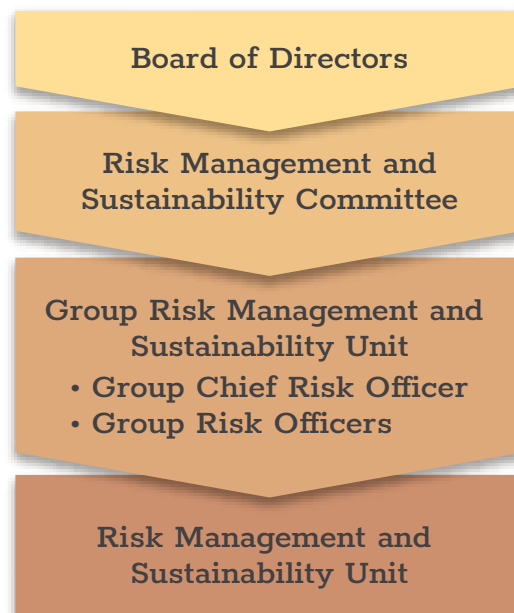 Board of Directors
Risk Management and
Sustainability Committee
Group Risk Management and
Sustainability Unit
• Group Chief Risk Officer
• Group Risk Officers
Risk Management and
Sustainability Unit